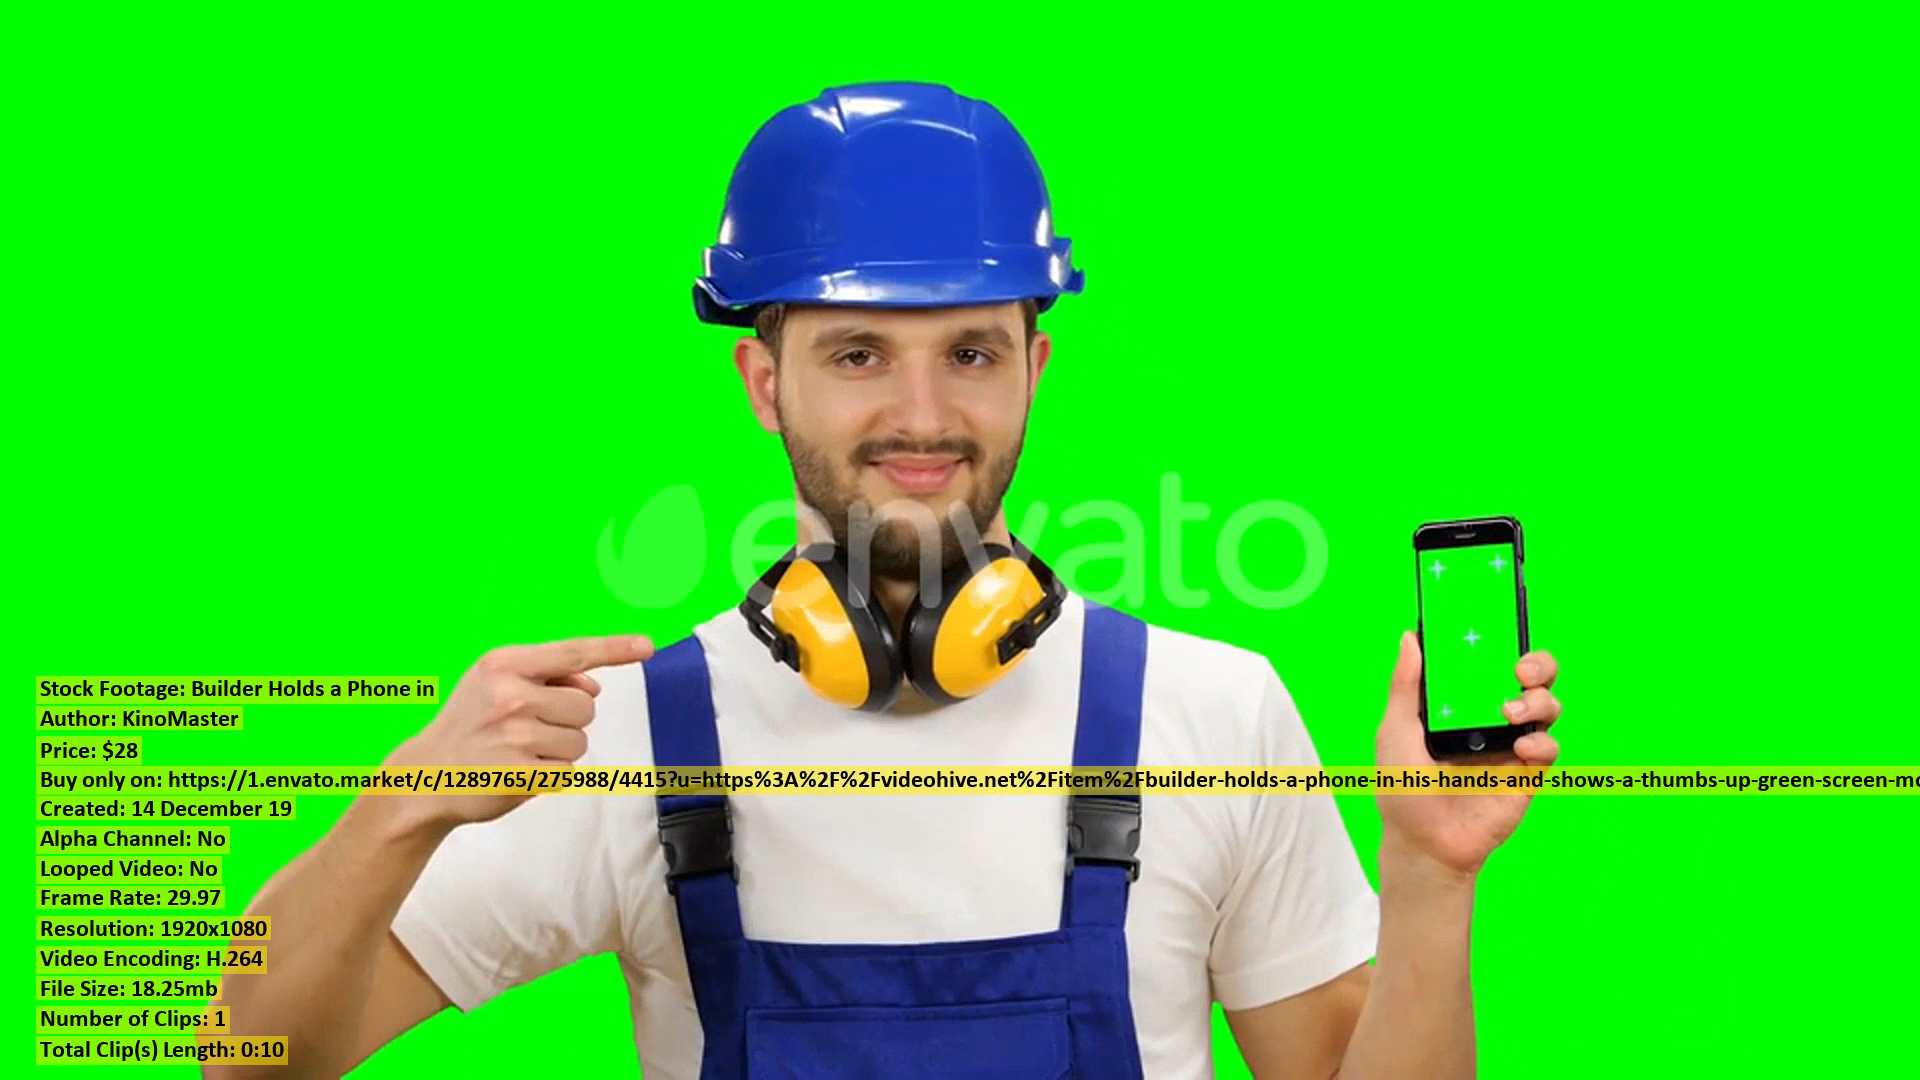 envato
Stock Footage: Builder Holds a Phone in
Author: KinoMaster
Price: $28
Buy only on: https://1.envato.market/c/1289765/275988/4415?u=https%3A%2F%2Fvideohive.net%2Fitem%2Fbuilder-holds-a-phone-in-his-hands-and-shows-a-thumbs-up-green-screen-mo
Created: 14 December 19
Alpha Channel: No
Looped Video: No
Frame Rate: 29.97
Resolution: 1920x1080
Video Encoding: H.264
File Size: 18.25mb
Number of Clips: 1
Total Clip(s) Length: 0:10